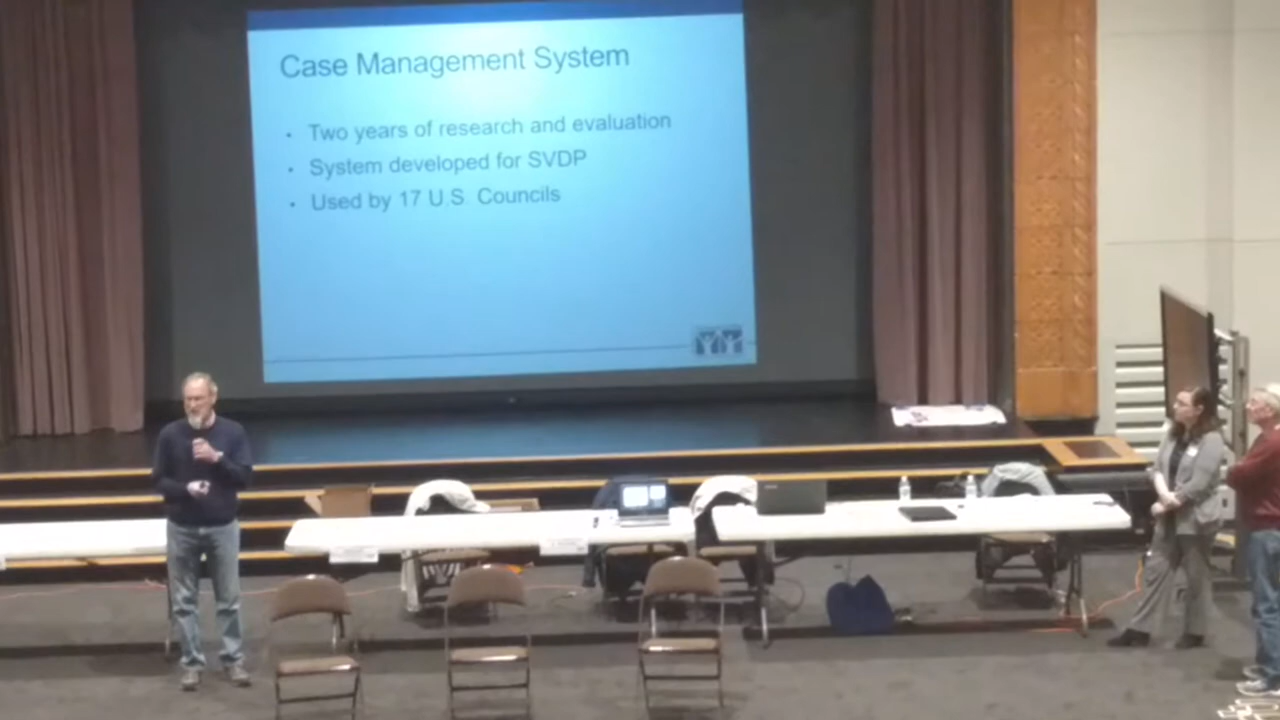 Case Management System
• Two years of research and evaluation
• System developed for SVDP
• Used by 17 U.S. Councils